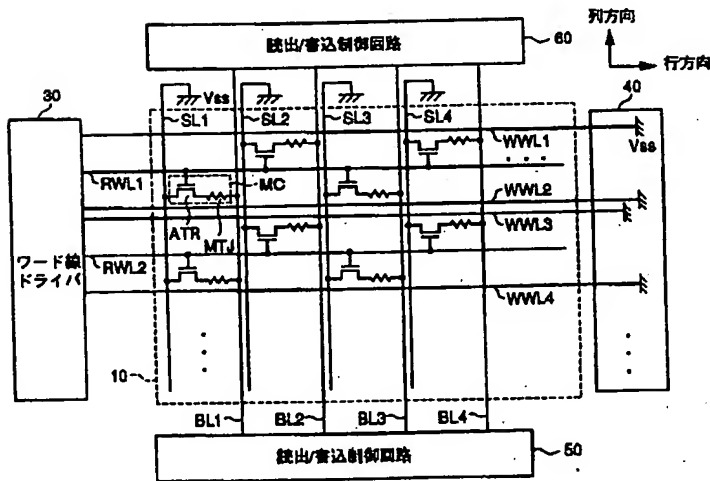 読出/書込制御回路
60
列方向
行方向
30
40
Vss
SL1
SL2
SL3
SL4
WWL1
Vss
RWL1
MC
WWL2
WWL3
ATR
MTJ
ワード線
ドライバ
RWL2
WWL4
10
BL1
BL2
BL3
BL4
読出/書込制御回路
50